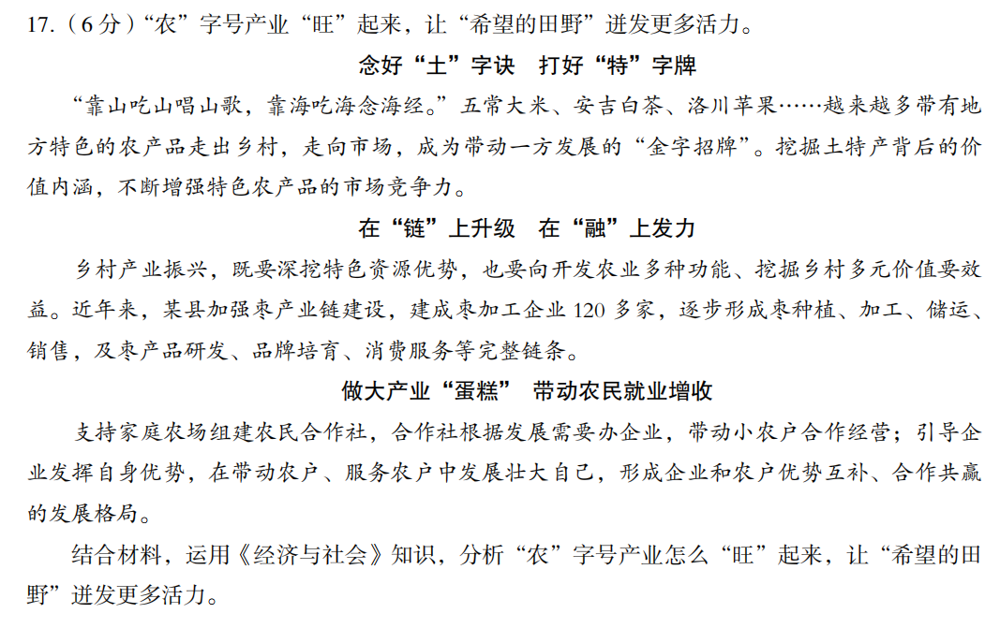 17.（6 分）“农”字号产业“旺”起来，让“希望的田野”迸发更多活力。
念好“土”字诀　打好“特”字牌
“靠山吃山唱山歌，靠海吃海念海经。”五常大米、安吉白茶、洛川苹果……越来越多带有地
方特色的农产品走出乡村，走向市场，成为带动一方发展的“金字招牌”。挖掘土特产背后的价
值内涵，不断增强特色农产品的市场竞争力。
在“链”上升级　在“融”上发力
乡村产业振兴，既要深挖特色资源优势，也要向开发农业多种功能、挖掘乡村多元价值要效
益。近年来，某县加强枣产业链建设，建成枣加工企业 120 多家，逐步形成枣种植、加工、储运、
销售，及枣产品研发、品牌培育、消费服务等完整链条。
做大产业“蛋糕”　带动农民就业增收
支持家庭农场组建农民合作社，合作社根据发展需要办企业，带动小农户合作经营；引导企
业发挥自身优势，在带动农户、服务农户中发展壮大自己，形成企业和农户优势互补、合作共赢
的发展格局。
结合材料，运用《经济与社会》知识，分析“农”字号产业怎么“旺”起来，让“希望的田
野”迸发更多活力。